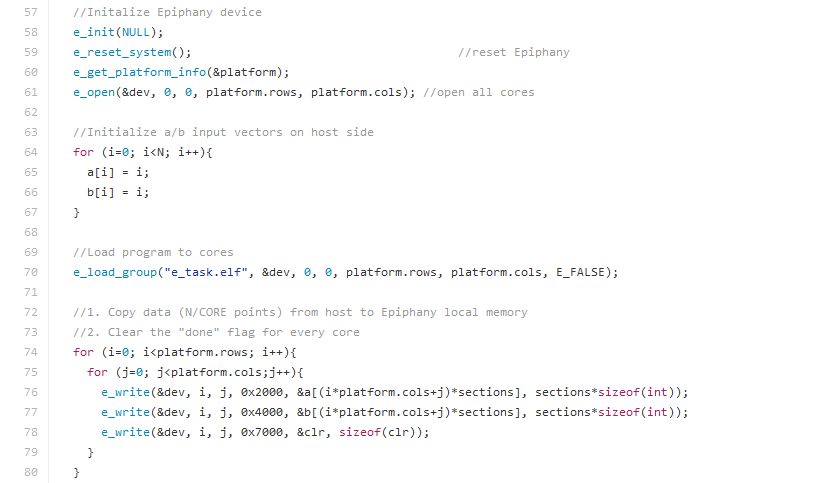 57 //Initalize Epiphany device
58 e_init(NULL);
59 e_reset_system(); //reset Epiphany
60 e_get_platform_info(&platform);
61 e_open(&dev, 0, 0, platform.rows, platform.cols); //open all cores
62
63 //Initialize a/b input vectors on host side
64 for (i=0; i<N; i++){
65 a[i] = i;
66 b[i] = i;
67 }
68
69 //Load program to cores
70 e_load_group("e_task.elf", &dev, 0, 0, platform.rows, platform.cols, E_FALSE);
71
72 //1. Copy data (N/CORE points) from host to Epiphany local memory
73 //2. Clear the "done" flag for every core
74 for (i=0; i<platform.rows; i++){
75 for (j=0; j<platform.cols;j++){
76 e_write(&dev, i, j, 0x2000, &a[(i*platform.cols+j)*sections], sections*sizeof(int));
77 e_write(&dev, i, j, 0x4000, &b[(i*platform.cols+j)*sections], sections*sizeof(int));
78 e_write(&dev, i, j, 0x7000, &clr, sizeof(clr));
79 }
80 }